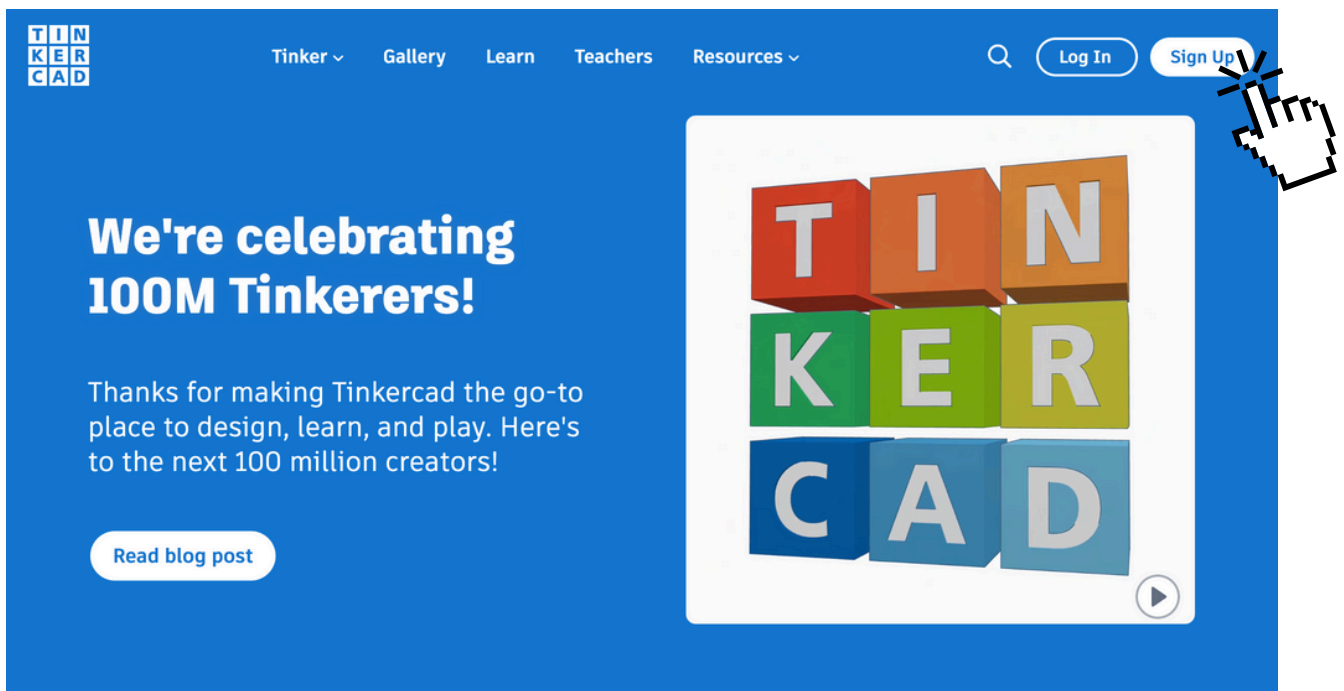 TIN
KER
CAD
Tinker
Gallery
Learn
Teachers
Resources
Log In
Sign Up
We're celebrating
100M Tinkerers!
Thanks for making Tinkercad the go-to
place to design, learn, and play. Here's
to the next 100 million creators!
Read blog post
TIN
KER
CAD